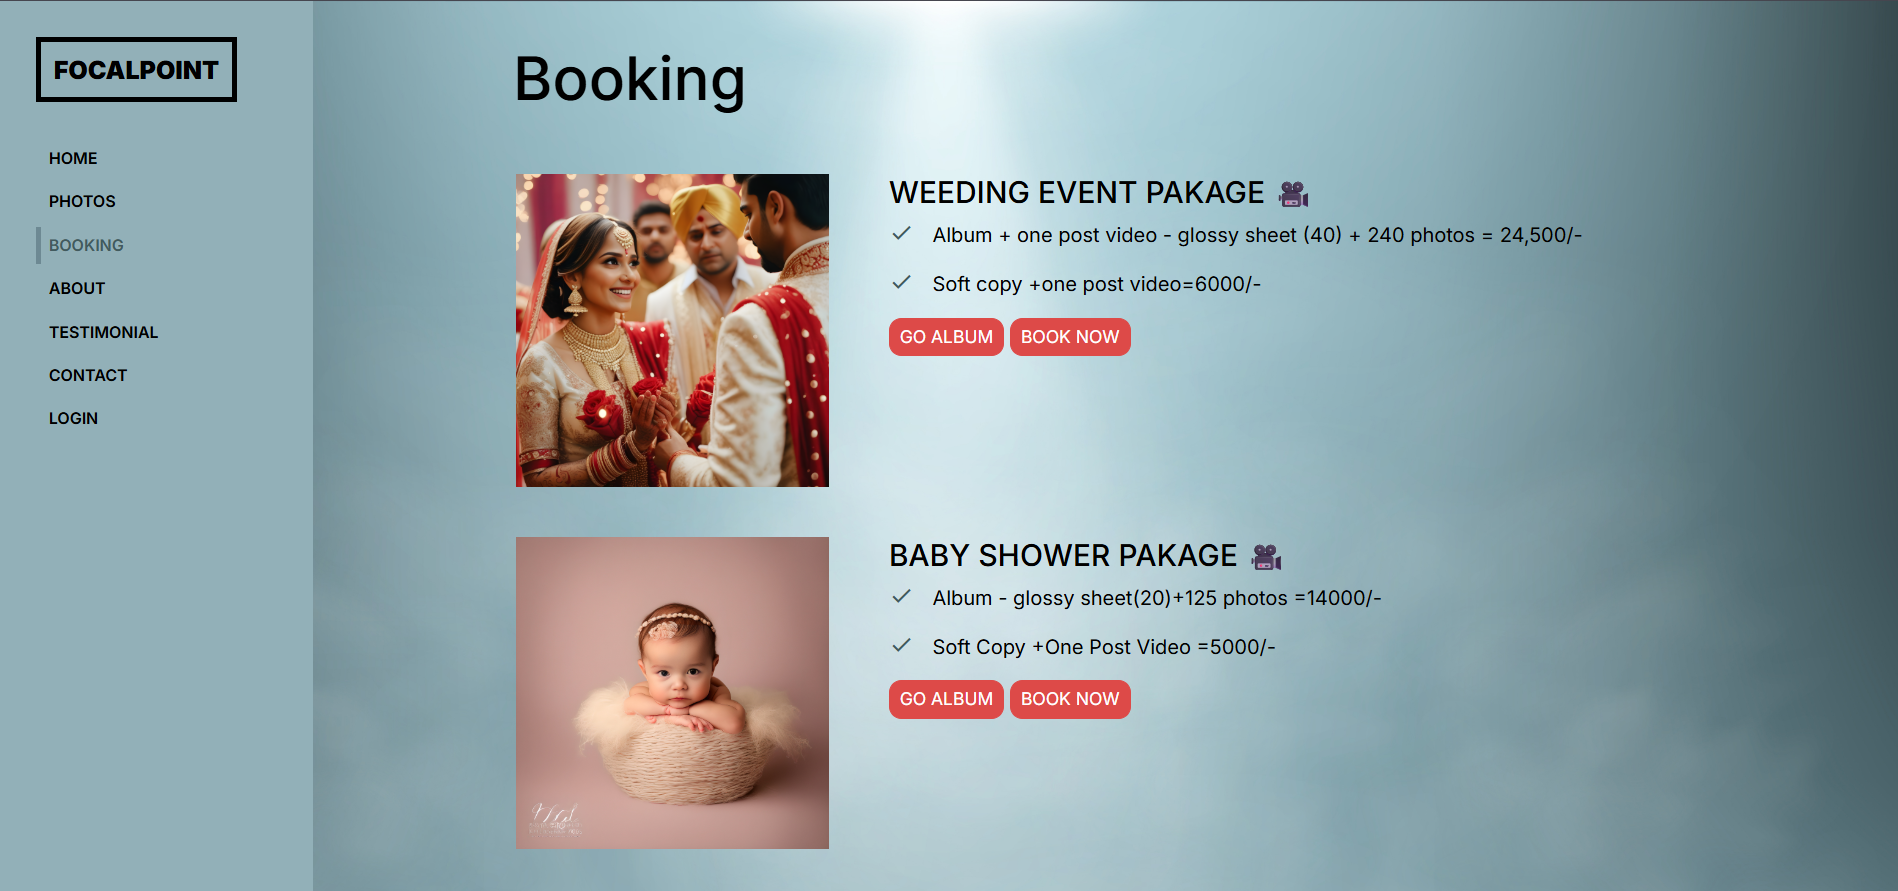 FOCALPOINT
HOME
PHOTOS
BOOKING
ABOUT
TESTIMONIAL
CONTACT
LOGIN
Booking
WEEDING EVENT PAKAGE
Album + one post video - glossy sheet (40) + 240 photos = 24,500/-
Soft copy +one post video=6000/-
GO ALBUM BOOK NOW
BABY SHOWER PAKAGE
Album - glossy sheet(20)+125 photos =14000/-
Soft Copy +One Post Video =5000/-
GO ALBUM BOOK NOW